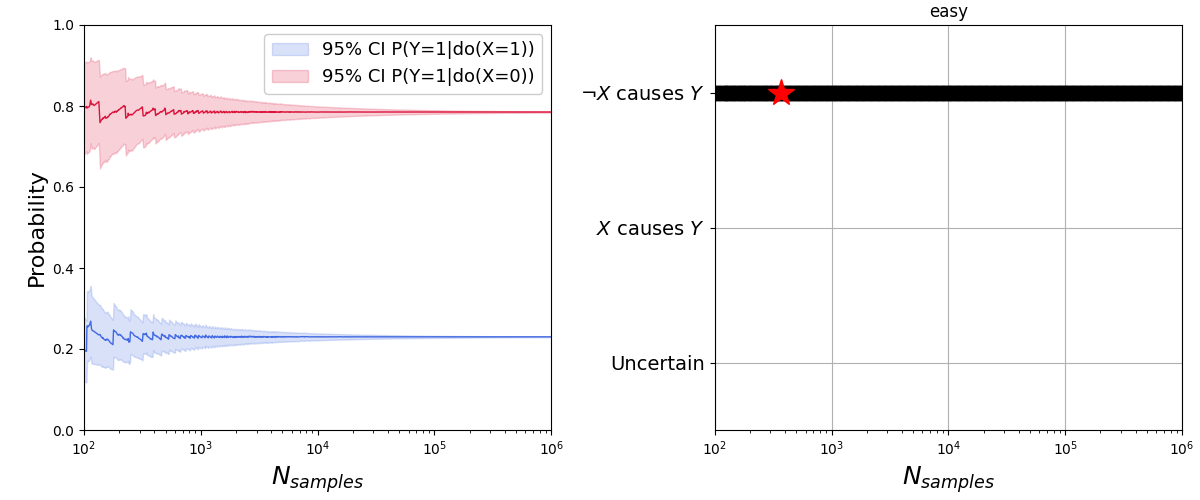 easy
1.0
0.8
0.6
0.4
0.2
0.0
Probability
95% CI P(Y=1|do(X=1))
95% CI P(Y=1|do(X=0))
10² 10³ 10⁴ 10⁵ 10⁶
N_samples
¬X causes Y
X causes Y
Uncertain
10² 10³ 10⁴ 10⁵ 10⁶
N_samples